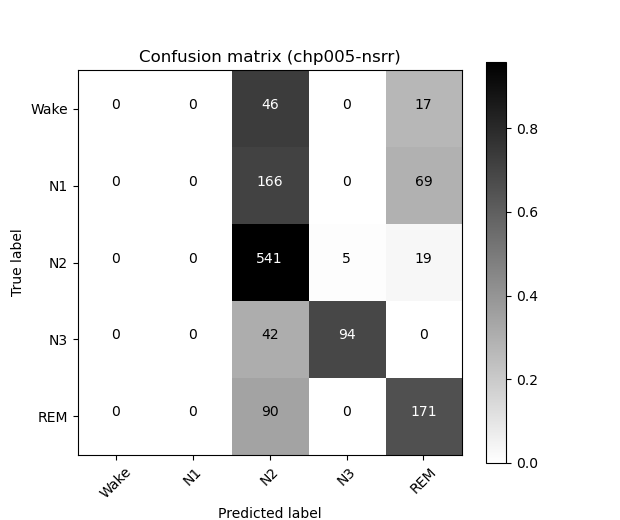 Confusion matrix (chp005-nsrr)
Wake 0 0 46 0 17
N1 0 0 166 0 69
N2 0 0 541 5 19
N3 0 0 42 94 0
REM 0 0 90 0 171
Wake N1 N2 N3 REM
Predicted label
True label
0.8
0.6
0.4
0.2
0.0